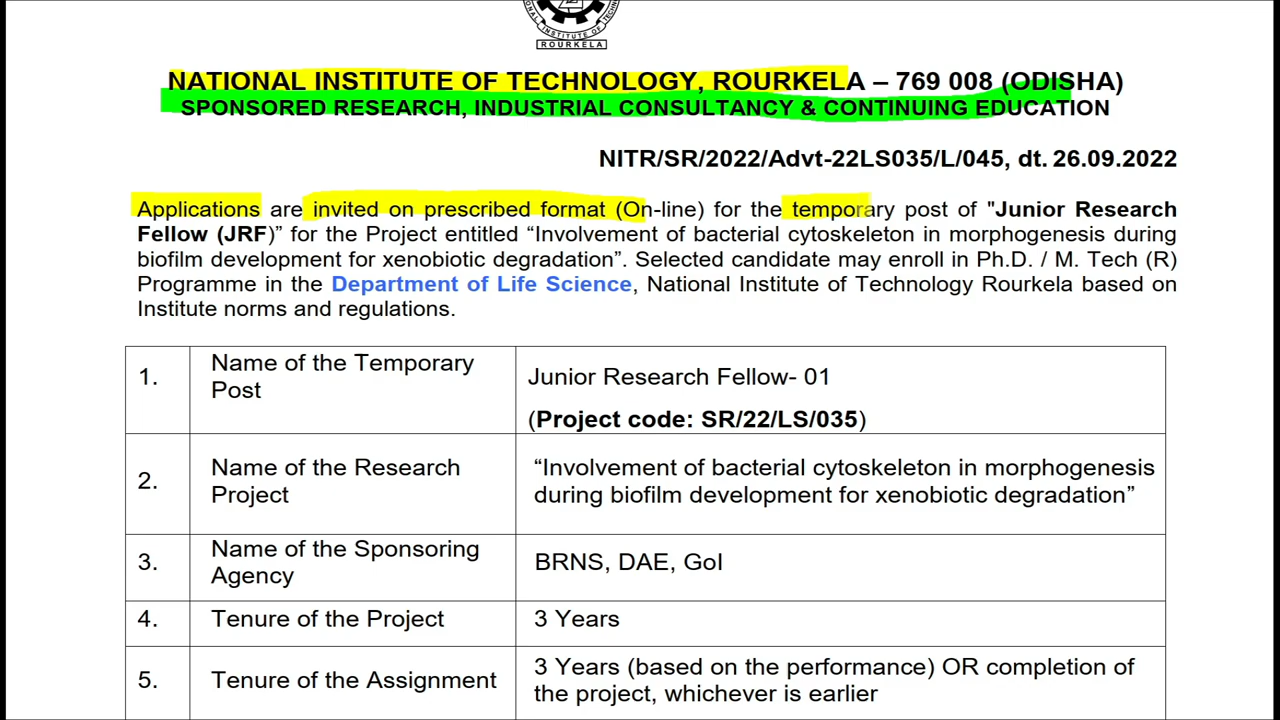 INSTITUTE OF
ROURKELA
NATIONAL INSTITUTE OF TECHNOLOGY, ROURKELA – 769 008 (ODISHA)
SPONSORED RESEARCH, INDUSTRIAL CONSULTANCY & CONTINUING EDUCATION
NITR/SR/2022/Advt-22LS035/L/045, dt. 26.09.2022
Applications are invited on prescribed format (On-line) for the temporary post of "Junior Research
Fellow (JRF)” for the Project entitled “Involvement of bacterial cytoskeleton in morphogenesis during
biofilm development for xenobiotic degradation”. Selected candidate may enroll in Ph.D. / M. Tech (R)
Programme in the Department of Life Science, National Institute of Technology Rourkela based on
Institute norms and regulations.
1.
Name of the Temporary
Post
Junior Research Fellow- 01
(Project code: SR/22/LS/035)
2.
Name of the Research
Project
“Involvement of bacterial cytoskeleton in morphogenesis
during biofilm development for xenobiotic degradation”
3.
Name of the Sponsoring
Agency
BRNS, DAE, GoI
4.
Tenure of the Project
3 Years
5.
Tenure of the Assignment
3 Years (based on the performance) OR completion of
the project, whichever is earlier